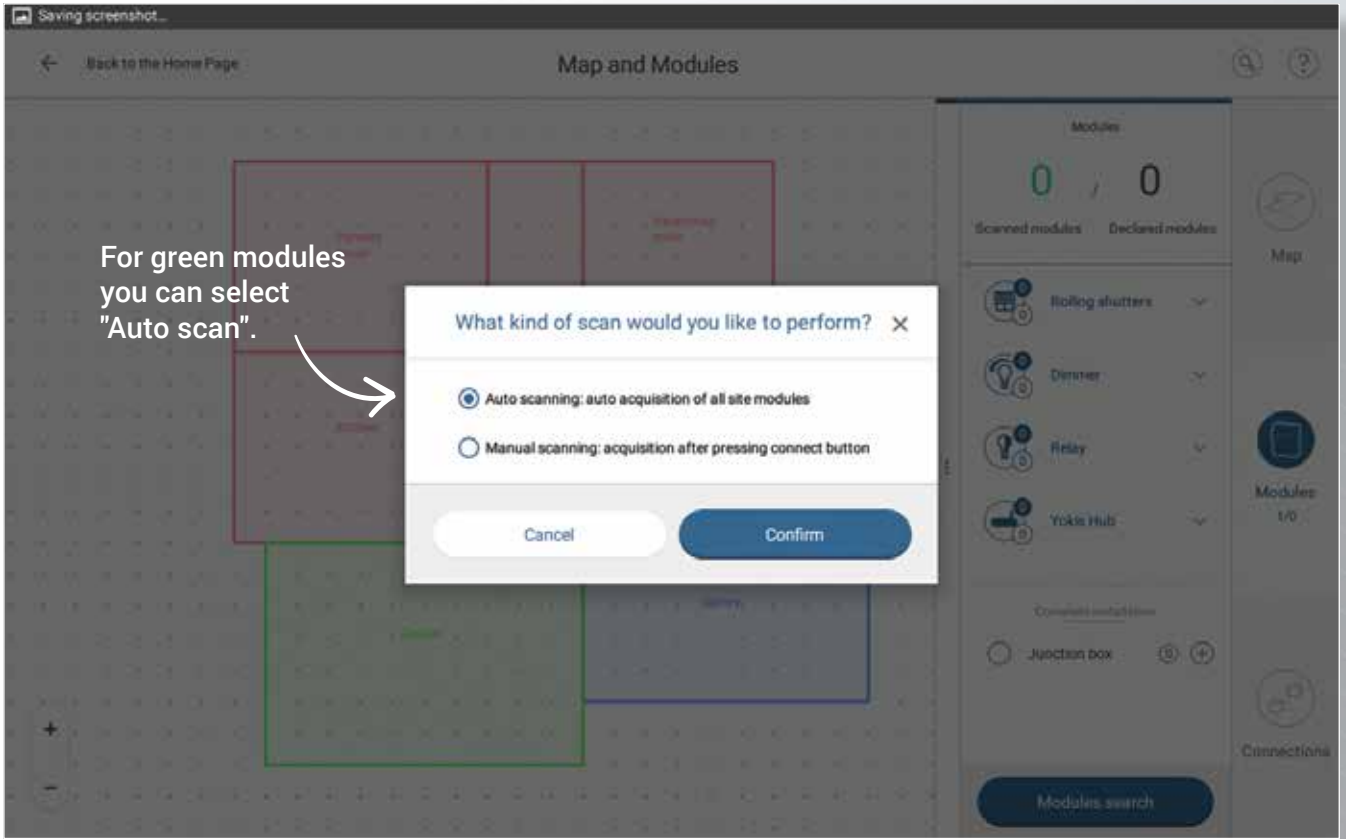 Saving screenshot...
Back to the Home Page
Map and Modules
Modules
0 / 0
Scanned modules
Declared modules
Map
For green modules
you can select
"Auto scan".
What kind of scan would you like to perform?
Auto scanning: auto acquisition of all site modules
Manual scanning: acquisition after pressing connect button
Cancel
Confirm
Rolling shutters
Dimmer
Relay
Yokis Hub
Modules
1/0
Junction box
Connections
Modules search